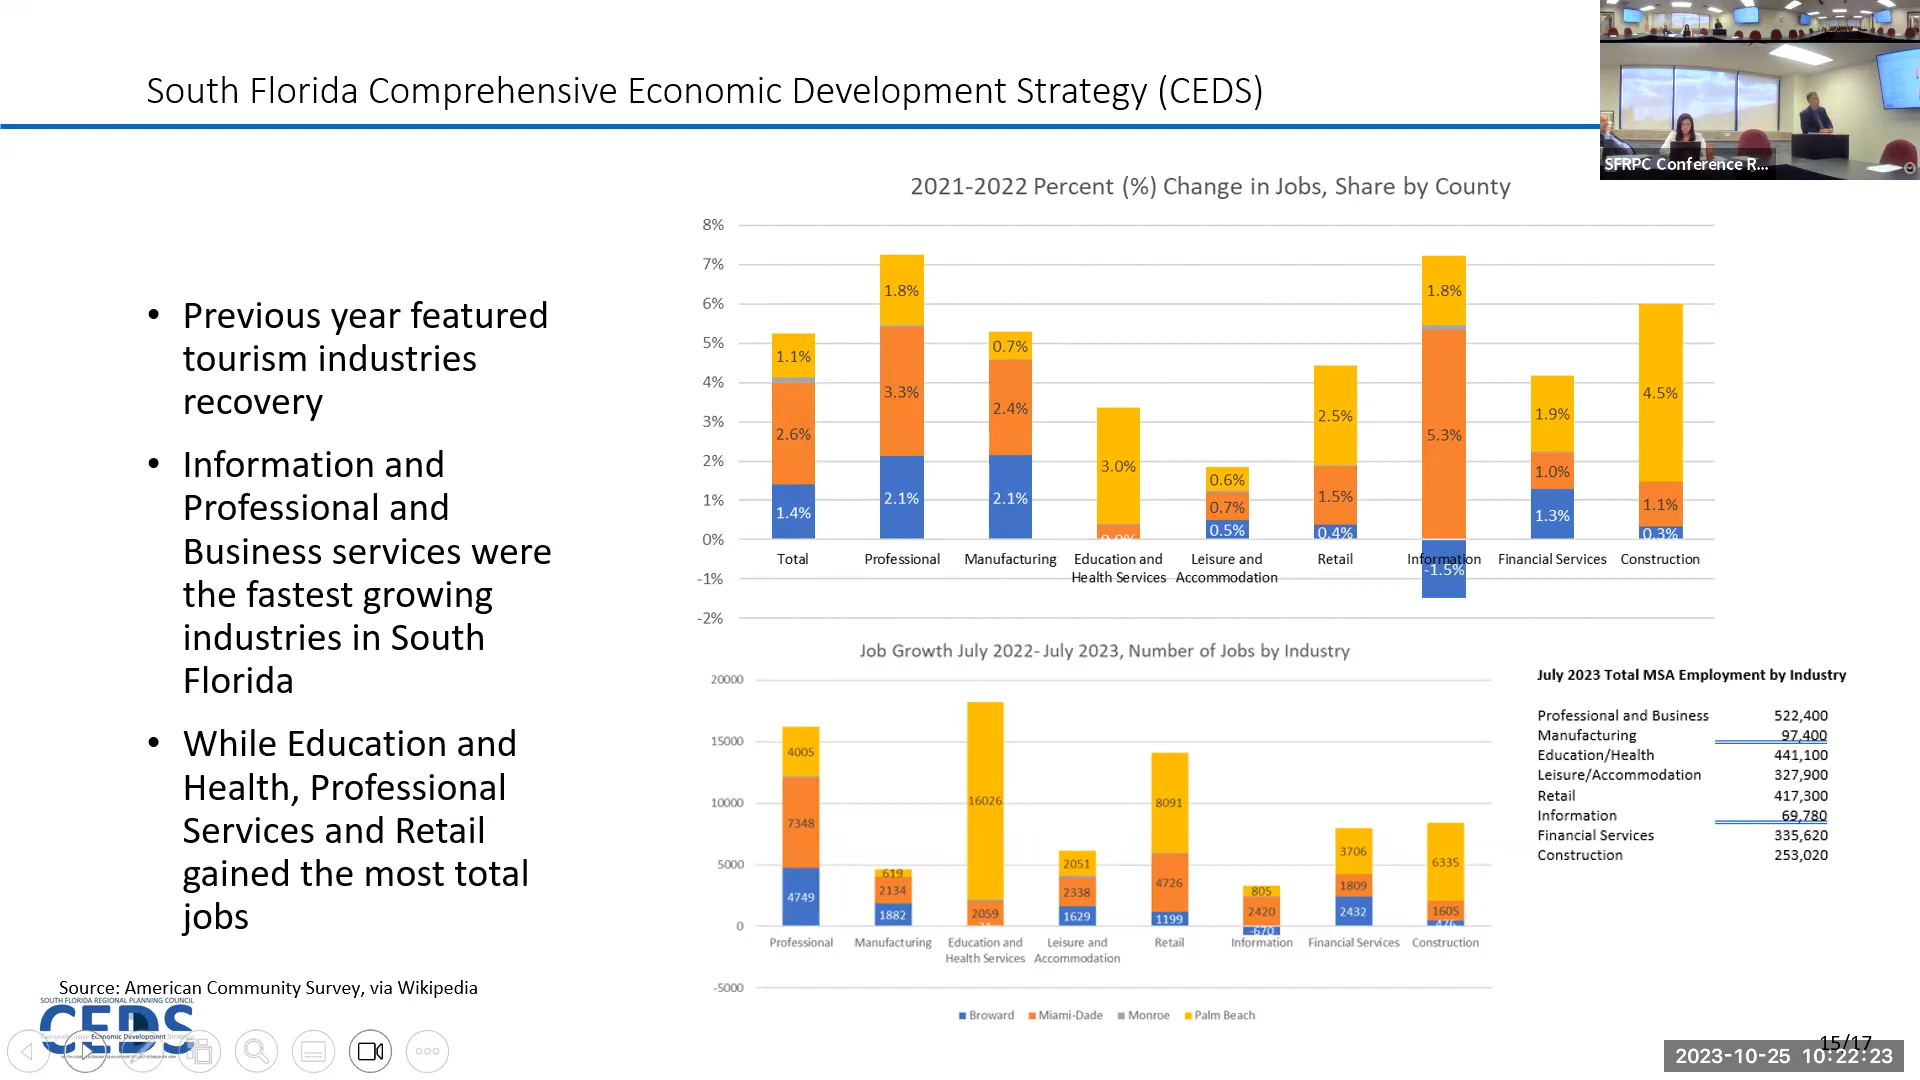 South Florida Comprehensive Economic Development Strategy (CEDS)
SFRPC Conference R...
• Previous year featured
tourism industries
recovery
• Information and
Professional and
Business services were
the fastest growing
industries in South
Florida
• While Education and
Health, Professional
Services and Retail
gained the most total
jobs
2021-2022 Percent (%) Change in Jobs, Share by County
8%
7%
6%
5%
4%
3%
2%
1%
0%
-1%
-2%
1.1%
2.6%
1.4%
1.8%
3.3%
2.1%
0.7%
2.4%
2.1%
3.0%
0.0%
0.6%
0.7%
0.5%
2.5%
1.5%
0.4%
1.8%
5.3%
-1.5%
1.9%
1.0%
1.3%
4.5%
1.1%
0.3%
Total
Professional
Manufacturing
Education and
Health Services
Leisure and
Accommodation
Retail
Information
Financial Services
Construction
Job Growth July 2022- July 2023, Number of Jobs by Industry
20000
15000
10000
5000
0
-5000
4005
7348
4749
619
2134
1882
16026
2059
2051
2338
1629
8091
4726
1199
805
2420
-670
3706
1809
2432
6335
1605
476
Professional
Manufacturing
Education and
Health Services
Leisure and
Accommodation
Retail
Information
Financial Services
Construction
Broward Miami-Dade Monroe Palm Beach
July 2023 Total MSA Employment by Industry
Professional and Business 522,400
Manufacturing 97,400
Education/Health 441,100
Leisure/Accommodation 327,900
Retail 417,300
Information 69,780
Financial Services 335,620
Construction 253,020
Source: American Community Survey, via Wikipedia
SOUTH FLORIDA REGIONAL PLANNING COUNCIL
CEDS
Comprehensive Economic Development Strategy
15/17
2023-10-25 10:22:23